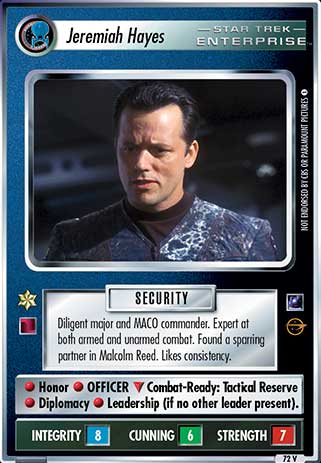 Jeremiah Hayes
STAR TREK
ENTERPRISE™
NOT ENDORSED BY CBS OR PARAMOUNT PICTURES
SECURITY
Diligent major and MACO commander. Expert at
both armed and unarmed combat. Found a sparring
partner in Malcolm Reed. Likes consistency.
Honor OFFICER Combat-Ready: Tactical Reserve
Diplomacy Leadership (if no other leader present).
INTEGRITY 8 CUNNING 6 STRENGTH 7
72 V